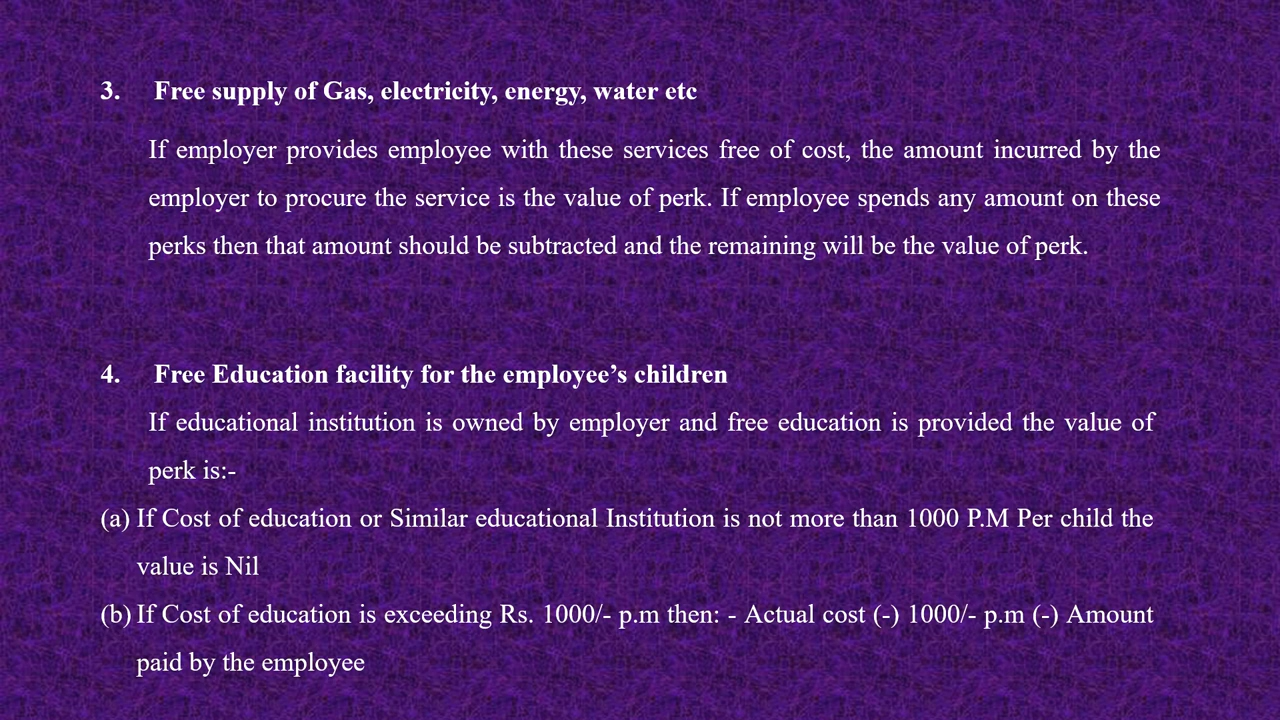 3. Free supply of Gas, electricity, energy, water etc
If employer provides employee with these services free of cost, the amount incurred by the
employer to procure the service is the value of perk. If employee spends any amount on these
perks then that amount should be subtracted and the remaining will be the value of perk.
4. Free Education facility for the employee’s children
If educational institution is owned by employer and free education is provided the value of
perk is:-
(a) If Cost of education or Similar educational Institution is not more than 1000 P.M Per child the
value is Nil
(b) If Cost of education is exceeding Rs. 1000/- p.m then: - Actual cost (-) 1000/- p.m (-) Amount
paid by the employee